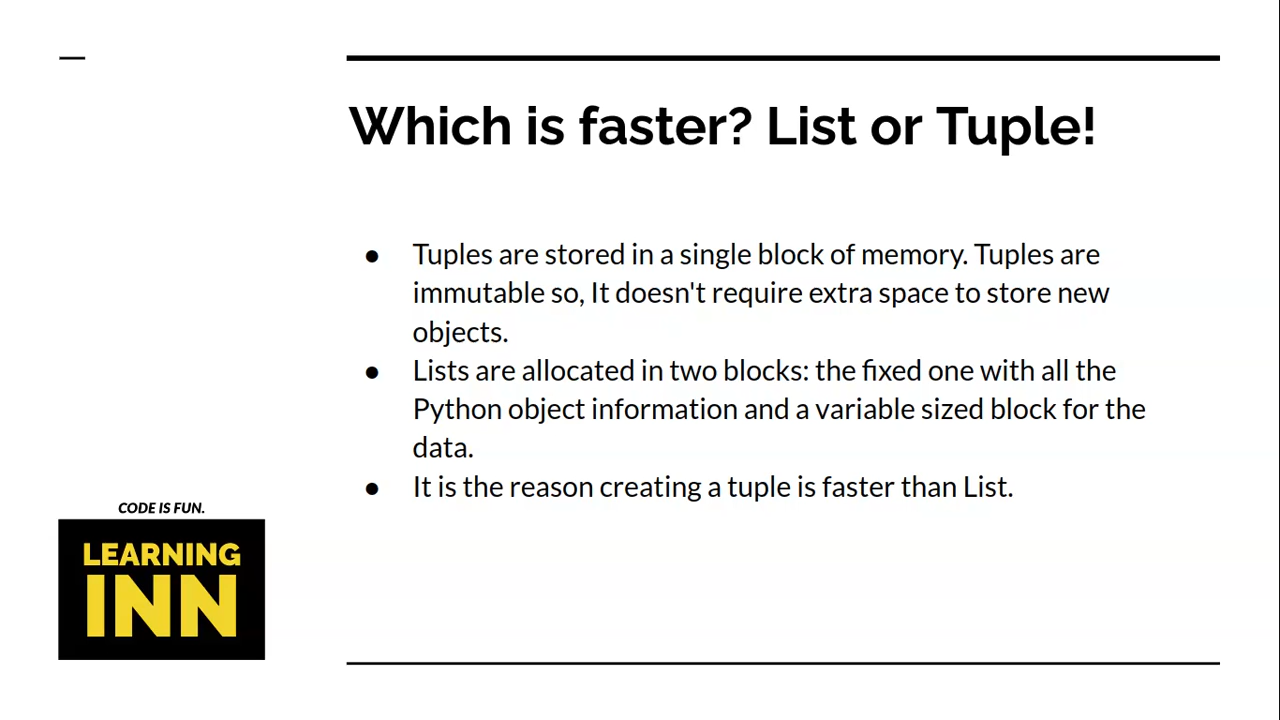 Which is faster? List or Tuple!
● Tuples are stored in a single block of memory. Tuples are
immutable so, It doesn't require extra space to store new
objects.
● Lists are allocated in two blocks: the fixed one with all the
Python object information and a variable sized block for the
data.
● It is the reason creating a tuple is faster than List.
CODE IS FUN.
LEARNING
INN